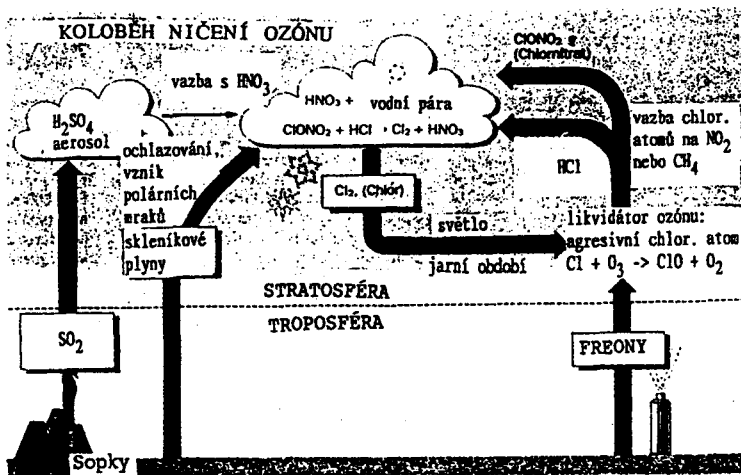 KOLOBĚH NIČENÍ OZÓNU
ClONO₂ a
(Chlornitrát)
vazba s HNO₃
HNO₃ +
vodní pára
ClONO₂ + HCl → Cl₂ + HNO₃
H₂SO₄
aerosol
ochlazování,
vznik
polárních
mraků
skleníkové
plyny
vazba chlor.
atomů na NO₂
nebo CH₄
HCl
Cl₂, (Chlór)
světlo
jarní období
likvidátor ozónu:
agresivní chlor. atom
Cl + O₃ -> ClO + O₂
STRATOSFÉRA
TROPOSFÉRA
SO₂
FREONY
Sopky